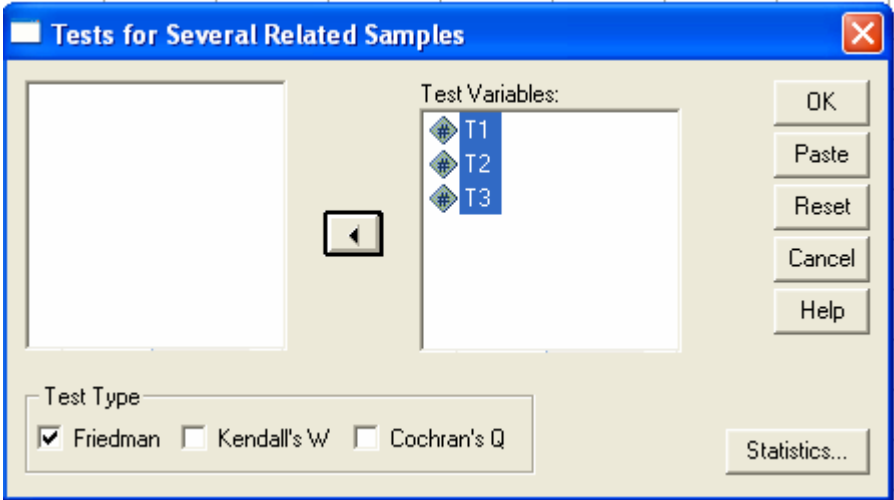 Tests for Several Related Samples
Test Variables:
# T1
# T2
# T3
OK
Paste
Reset
Cancel
Help
Test Type
Friedman Kendall's W Cochran's Q
Statistics...